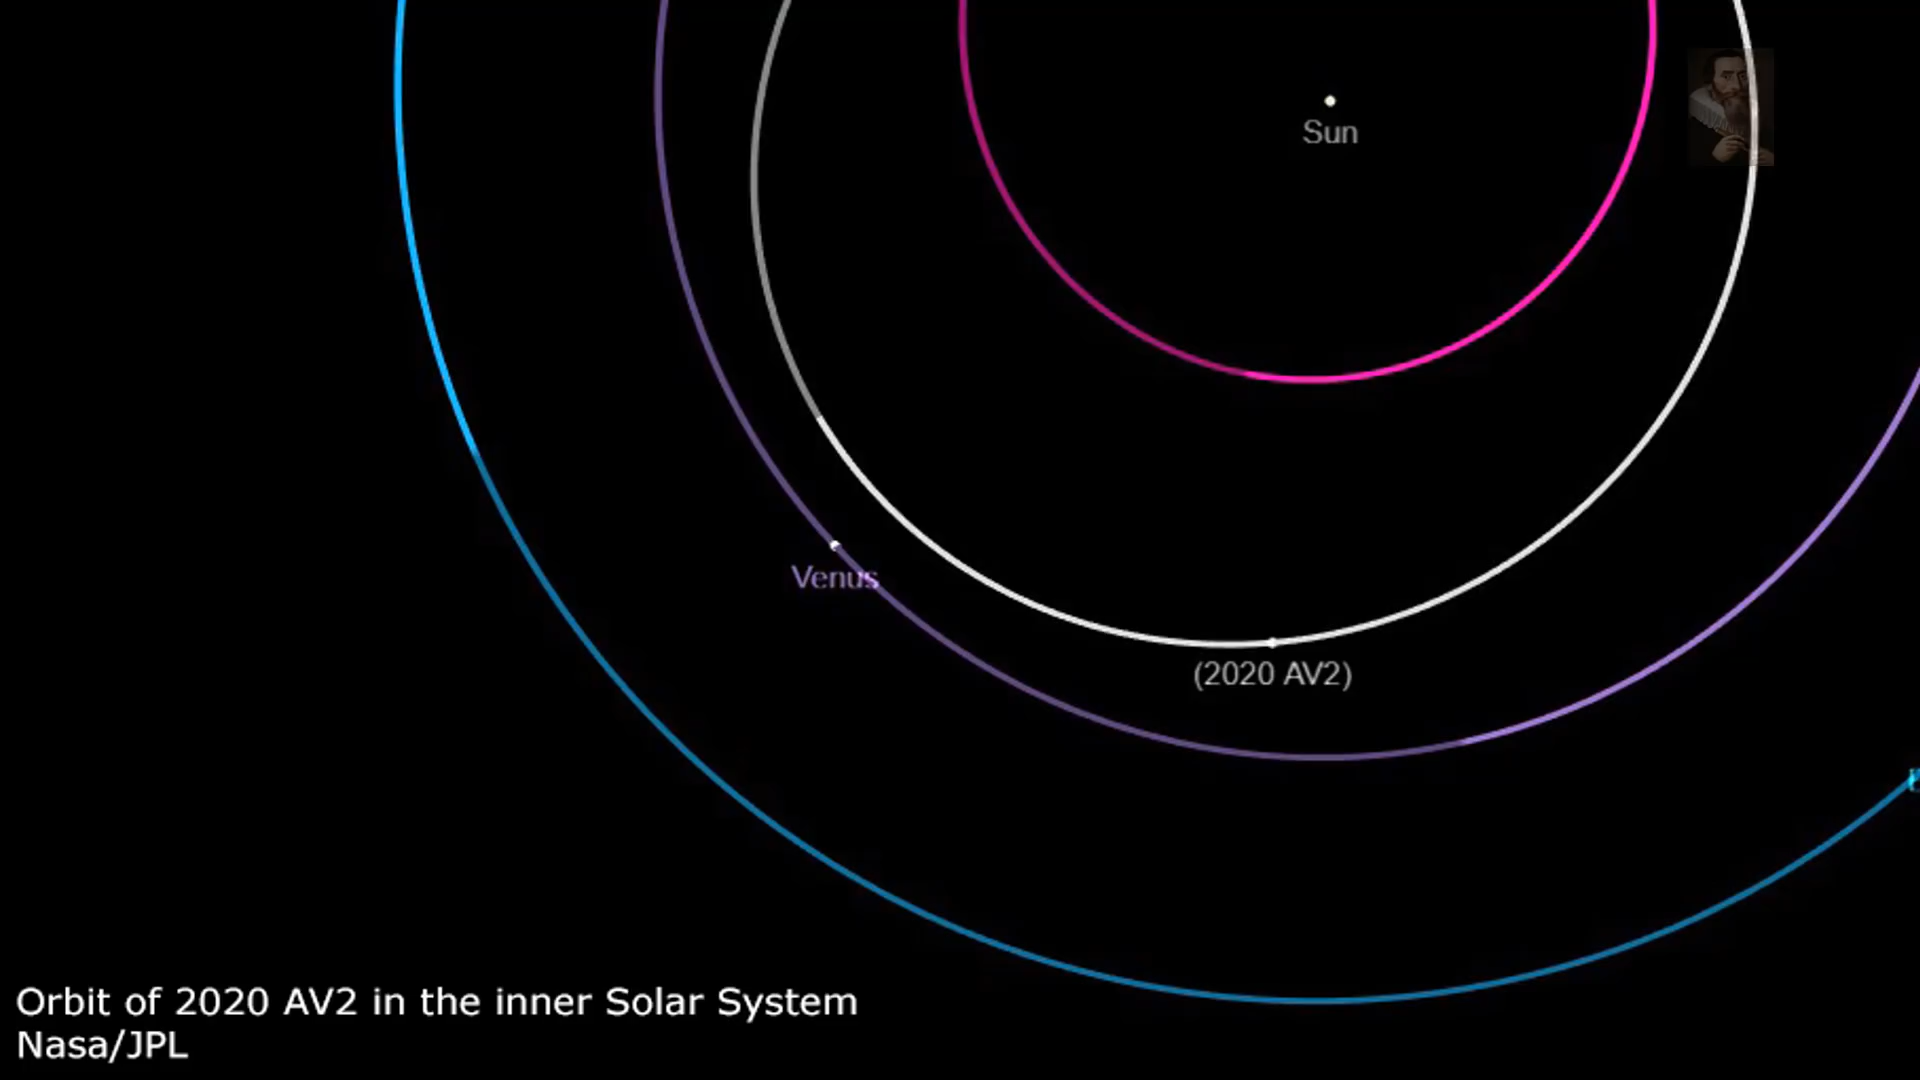 Sun
Venus
(2020 AV2)
Orbit of 2020 AV2 in the inner Solar System
Nasa/JPL